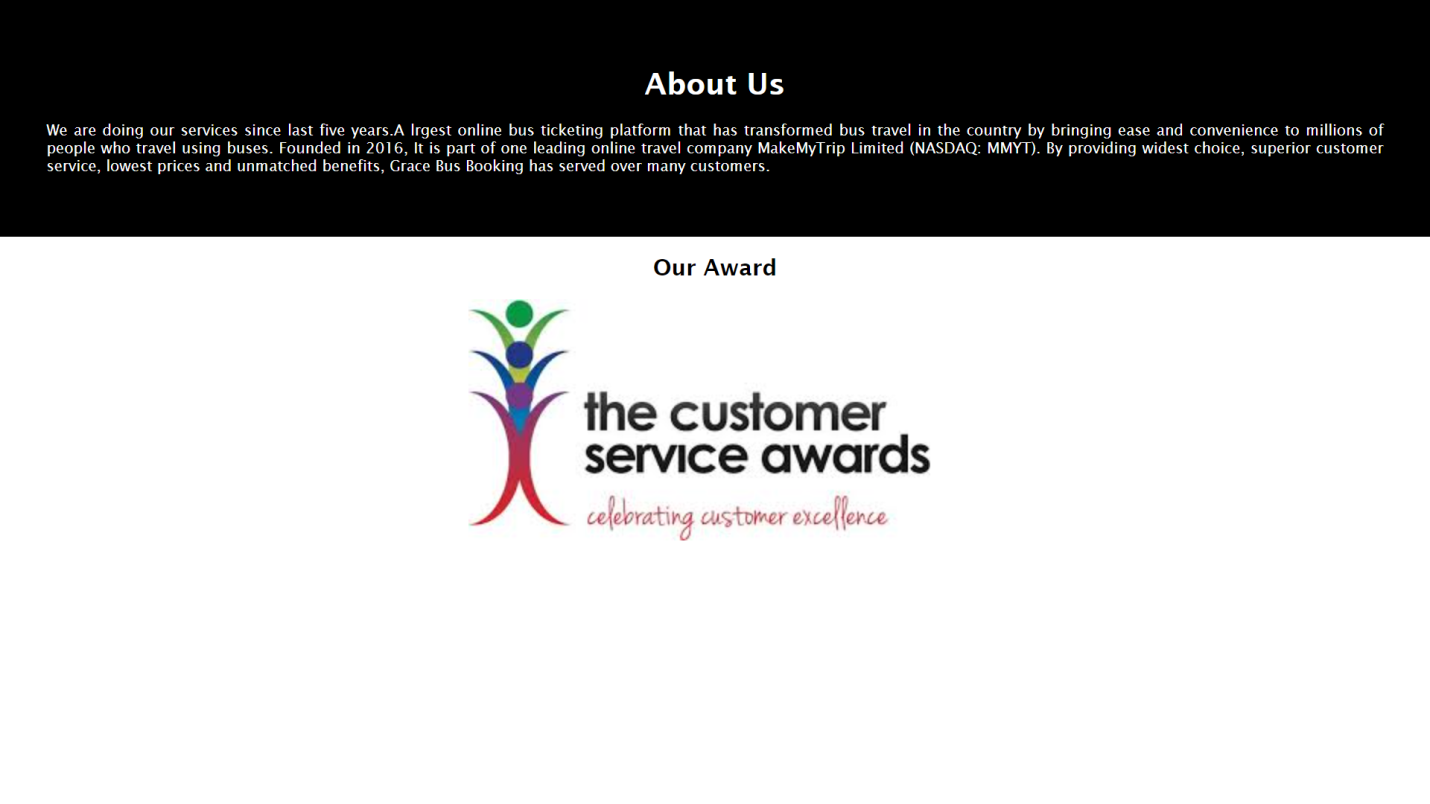 About Us
We are doing our services since last five years.A lrgest online bus ticketing platform that has transformed bus travel in the country by bringing ease and convenience to millions of
people who travel using buses. Founded in 2016, It is part of one leading online travel company MakeMyTrip Limited (NASDAQ: MMYT). By providing widest choice, superior customer
service, lowest prices and unmatched benefits, Grace Bus Booking has served over many customers.
Our Award
the customer
service awards
celebrating customer excellence